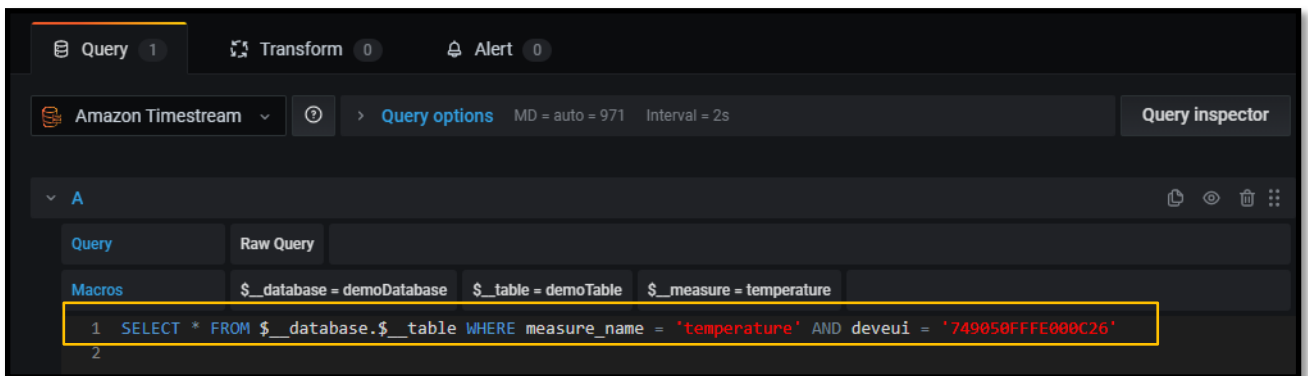 Query 1 Transform 0 Alert 0
Amazon Timestream Query options MD = auto = 971 Interval = 2s Query inspector
A
Query Raw Query
Macros $__database = demoDatabase $__table = demoTable $__measure = temperature
1 SELECT * FROM $__database.$__table WHERE measure_name = 'temperature' AND deveui = '749050FFFE000C26'
2